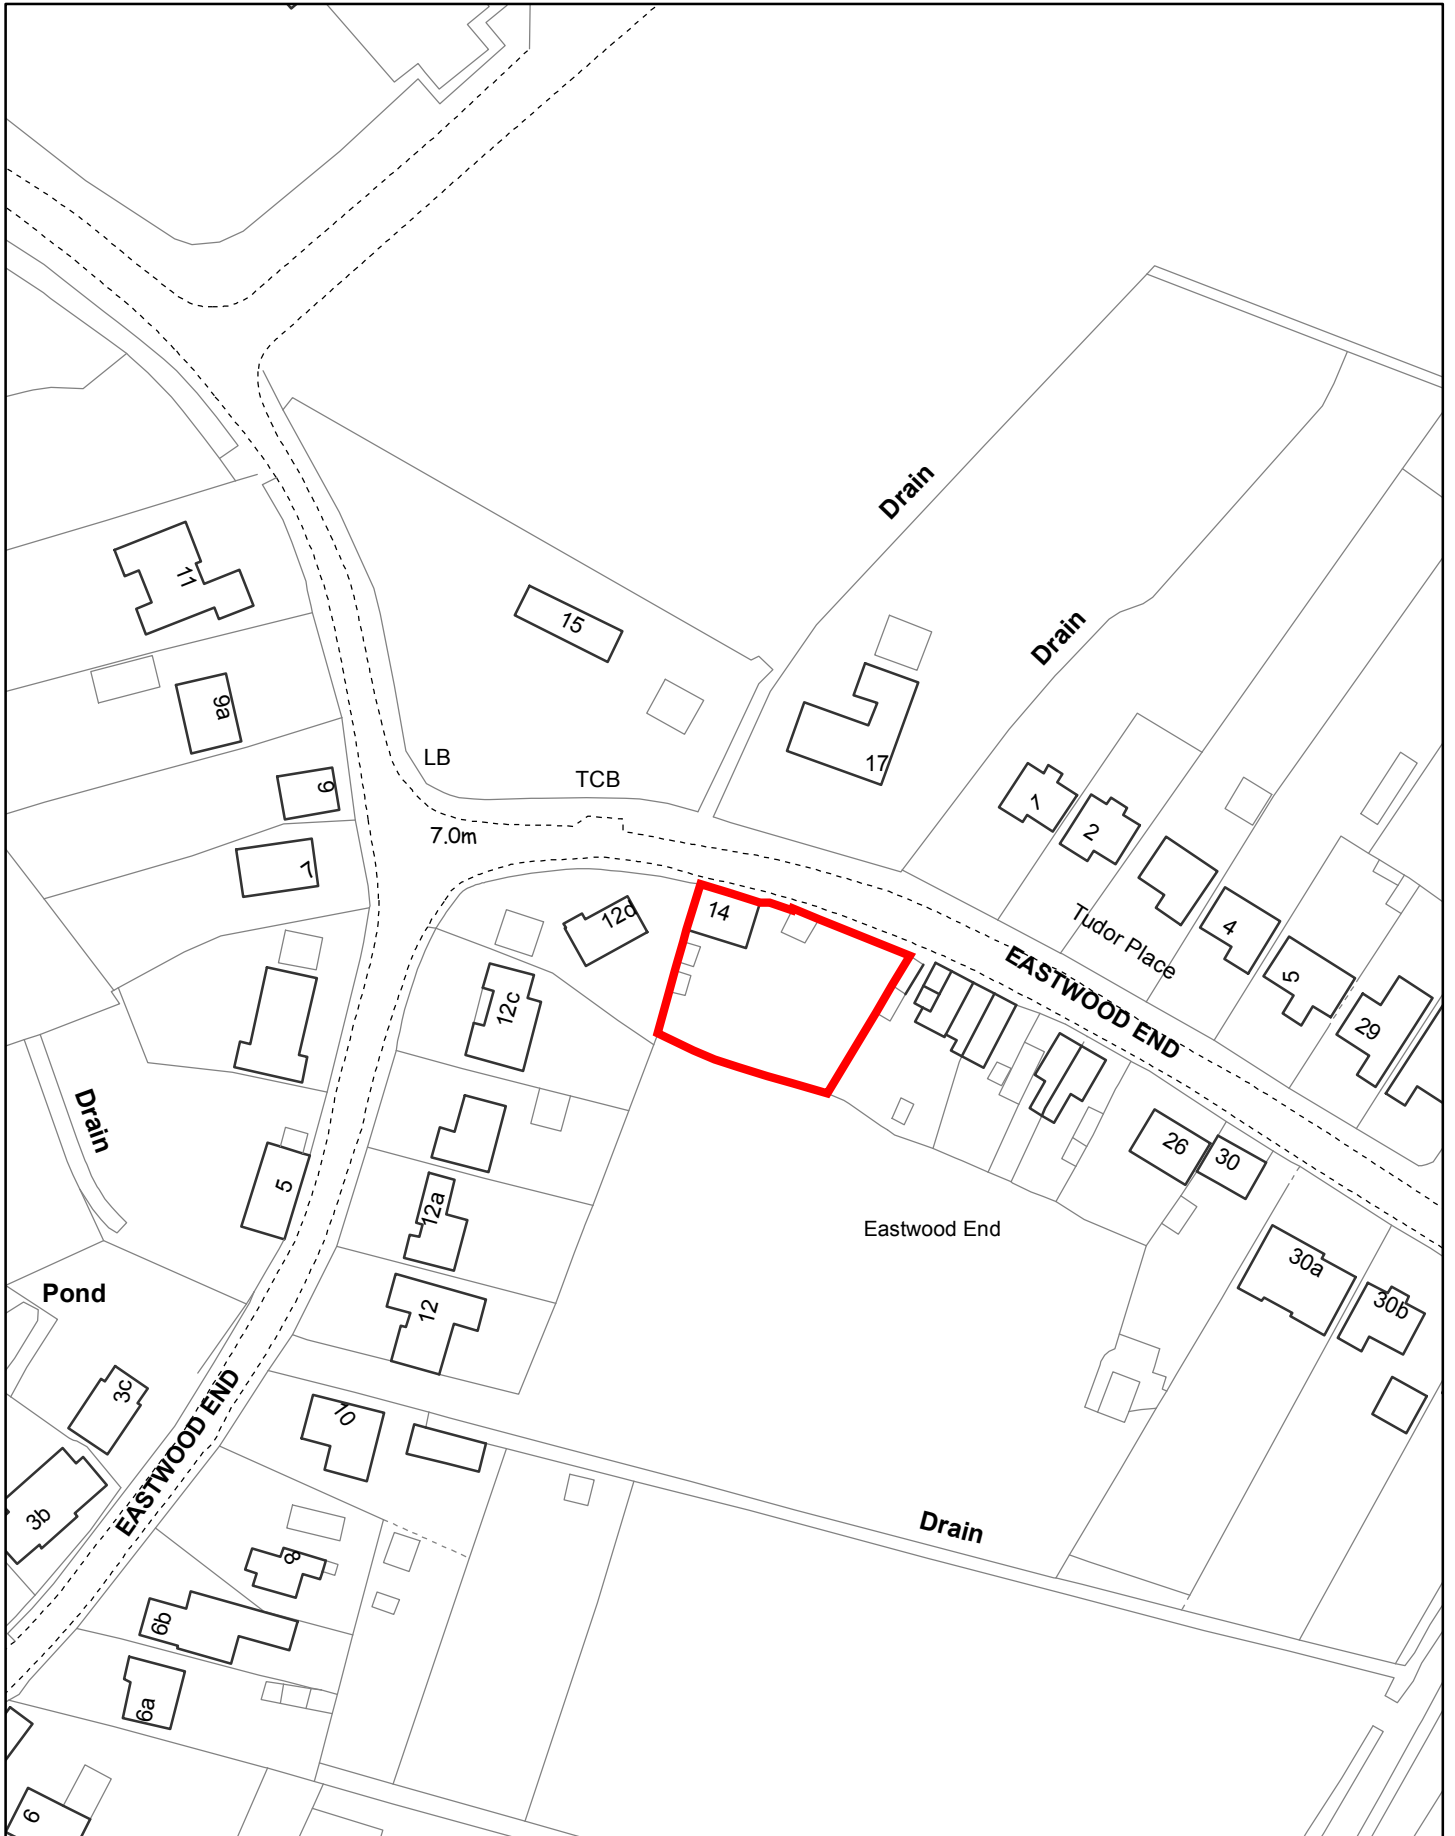 Drain
11
15
Drain
9a
17
LB
TCB
9
1
7.0m
2
7
14
12d
Tudor Place
4
EASTWOOD END
5
12c
29
Drain
26
30
5
12a
Eastwood End
30a
Pond
30b
12
3c
10
EASTWOOD END
3b
Drain
8
6b
6a
6